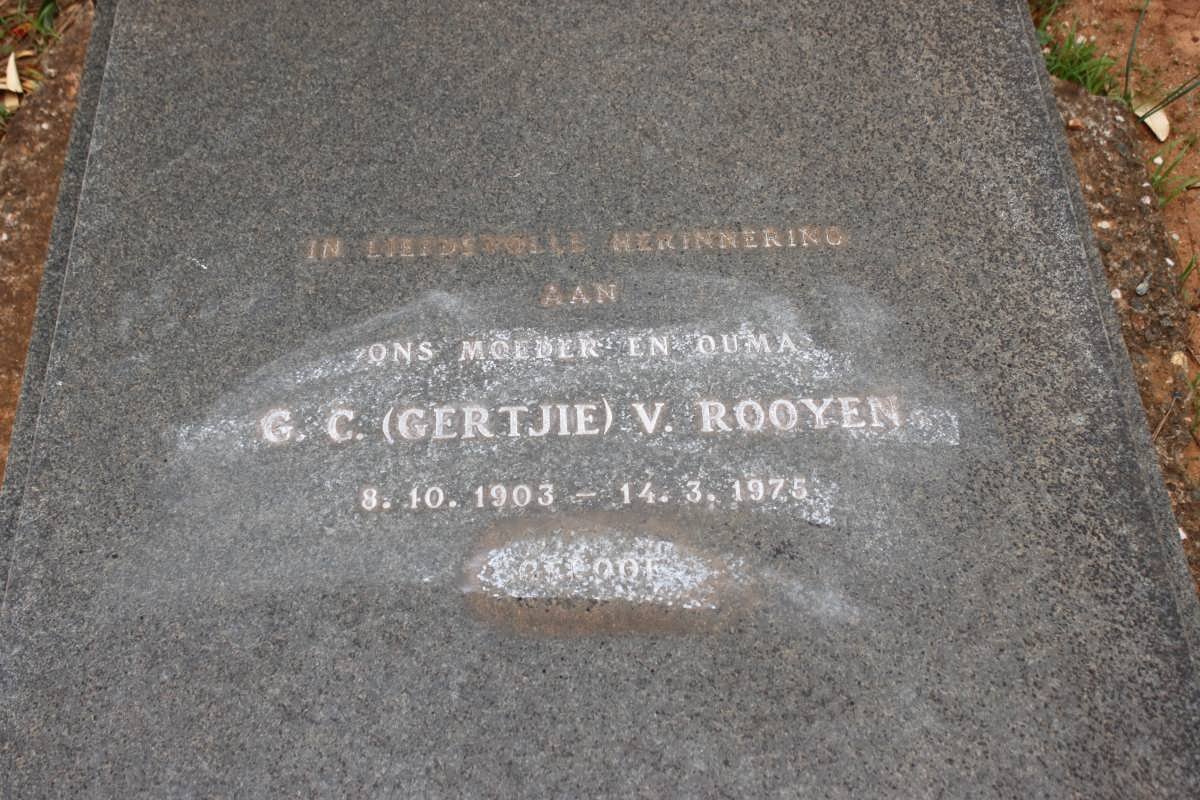 IN LIEFDEVOLLE HERINNERING
AAN
ONS MOEDER EN OUMA
G. C. (GERTJIE) V. ROOYEN
8. 10. 1903 – 14. 3. 1975